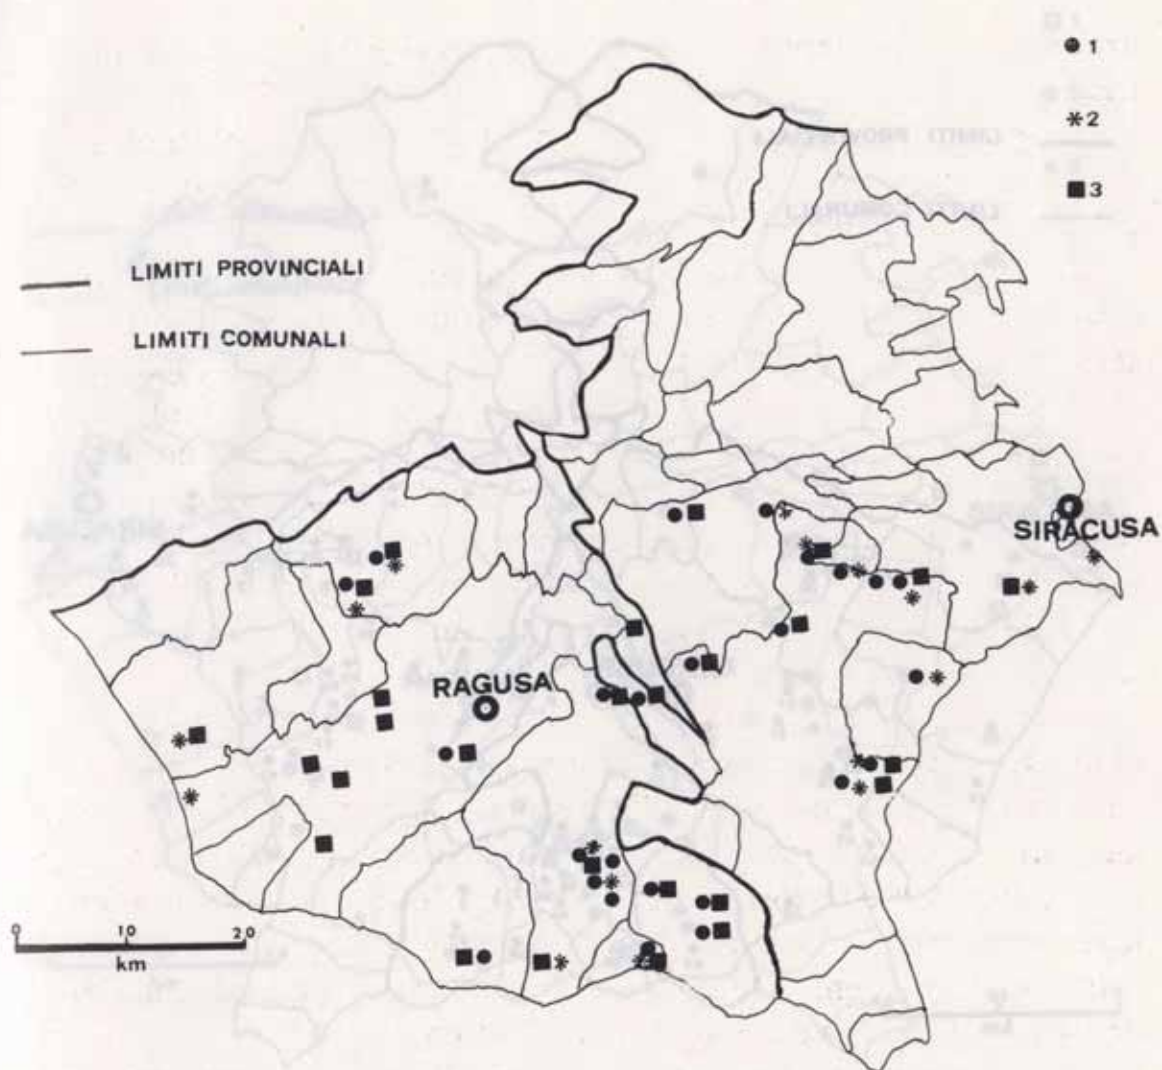 1
*2
3
LIMITI PROVINCIALI
LIMITI COMUNALI
SIRACUSA
RAGUSA
0 10 20
km